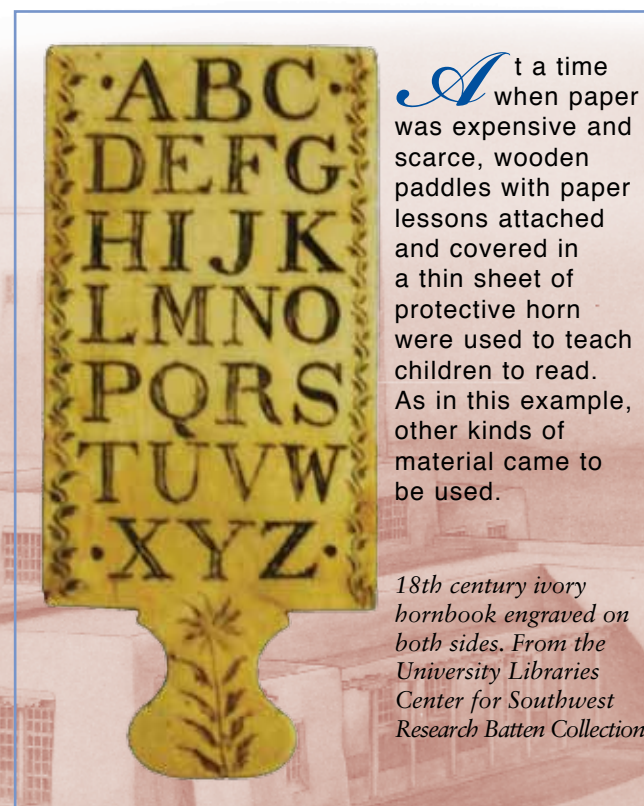 ·ABC·
DEFG
HIJK
LMNO
PQRS
TUVW
·XYZ·
At a time
when paper
was expensive and
scarce, wooden
paddles with paper
lessons attached
and covered in
a thin sheet of
protective horn
were used to teach
children to read.
As in this example,
other kinds of
material came to
be used.
18th century ivory
hornbook engraved on
both sides. From the
University Libraries
Center for Southwest
Research Batten Collection